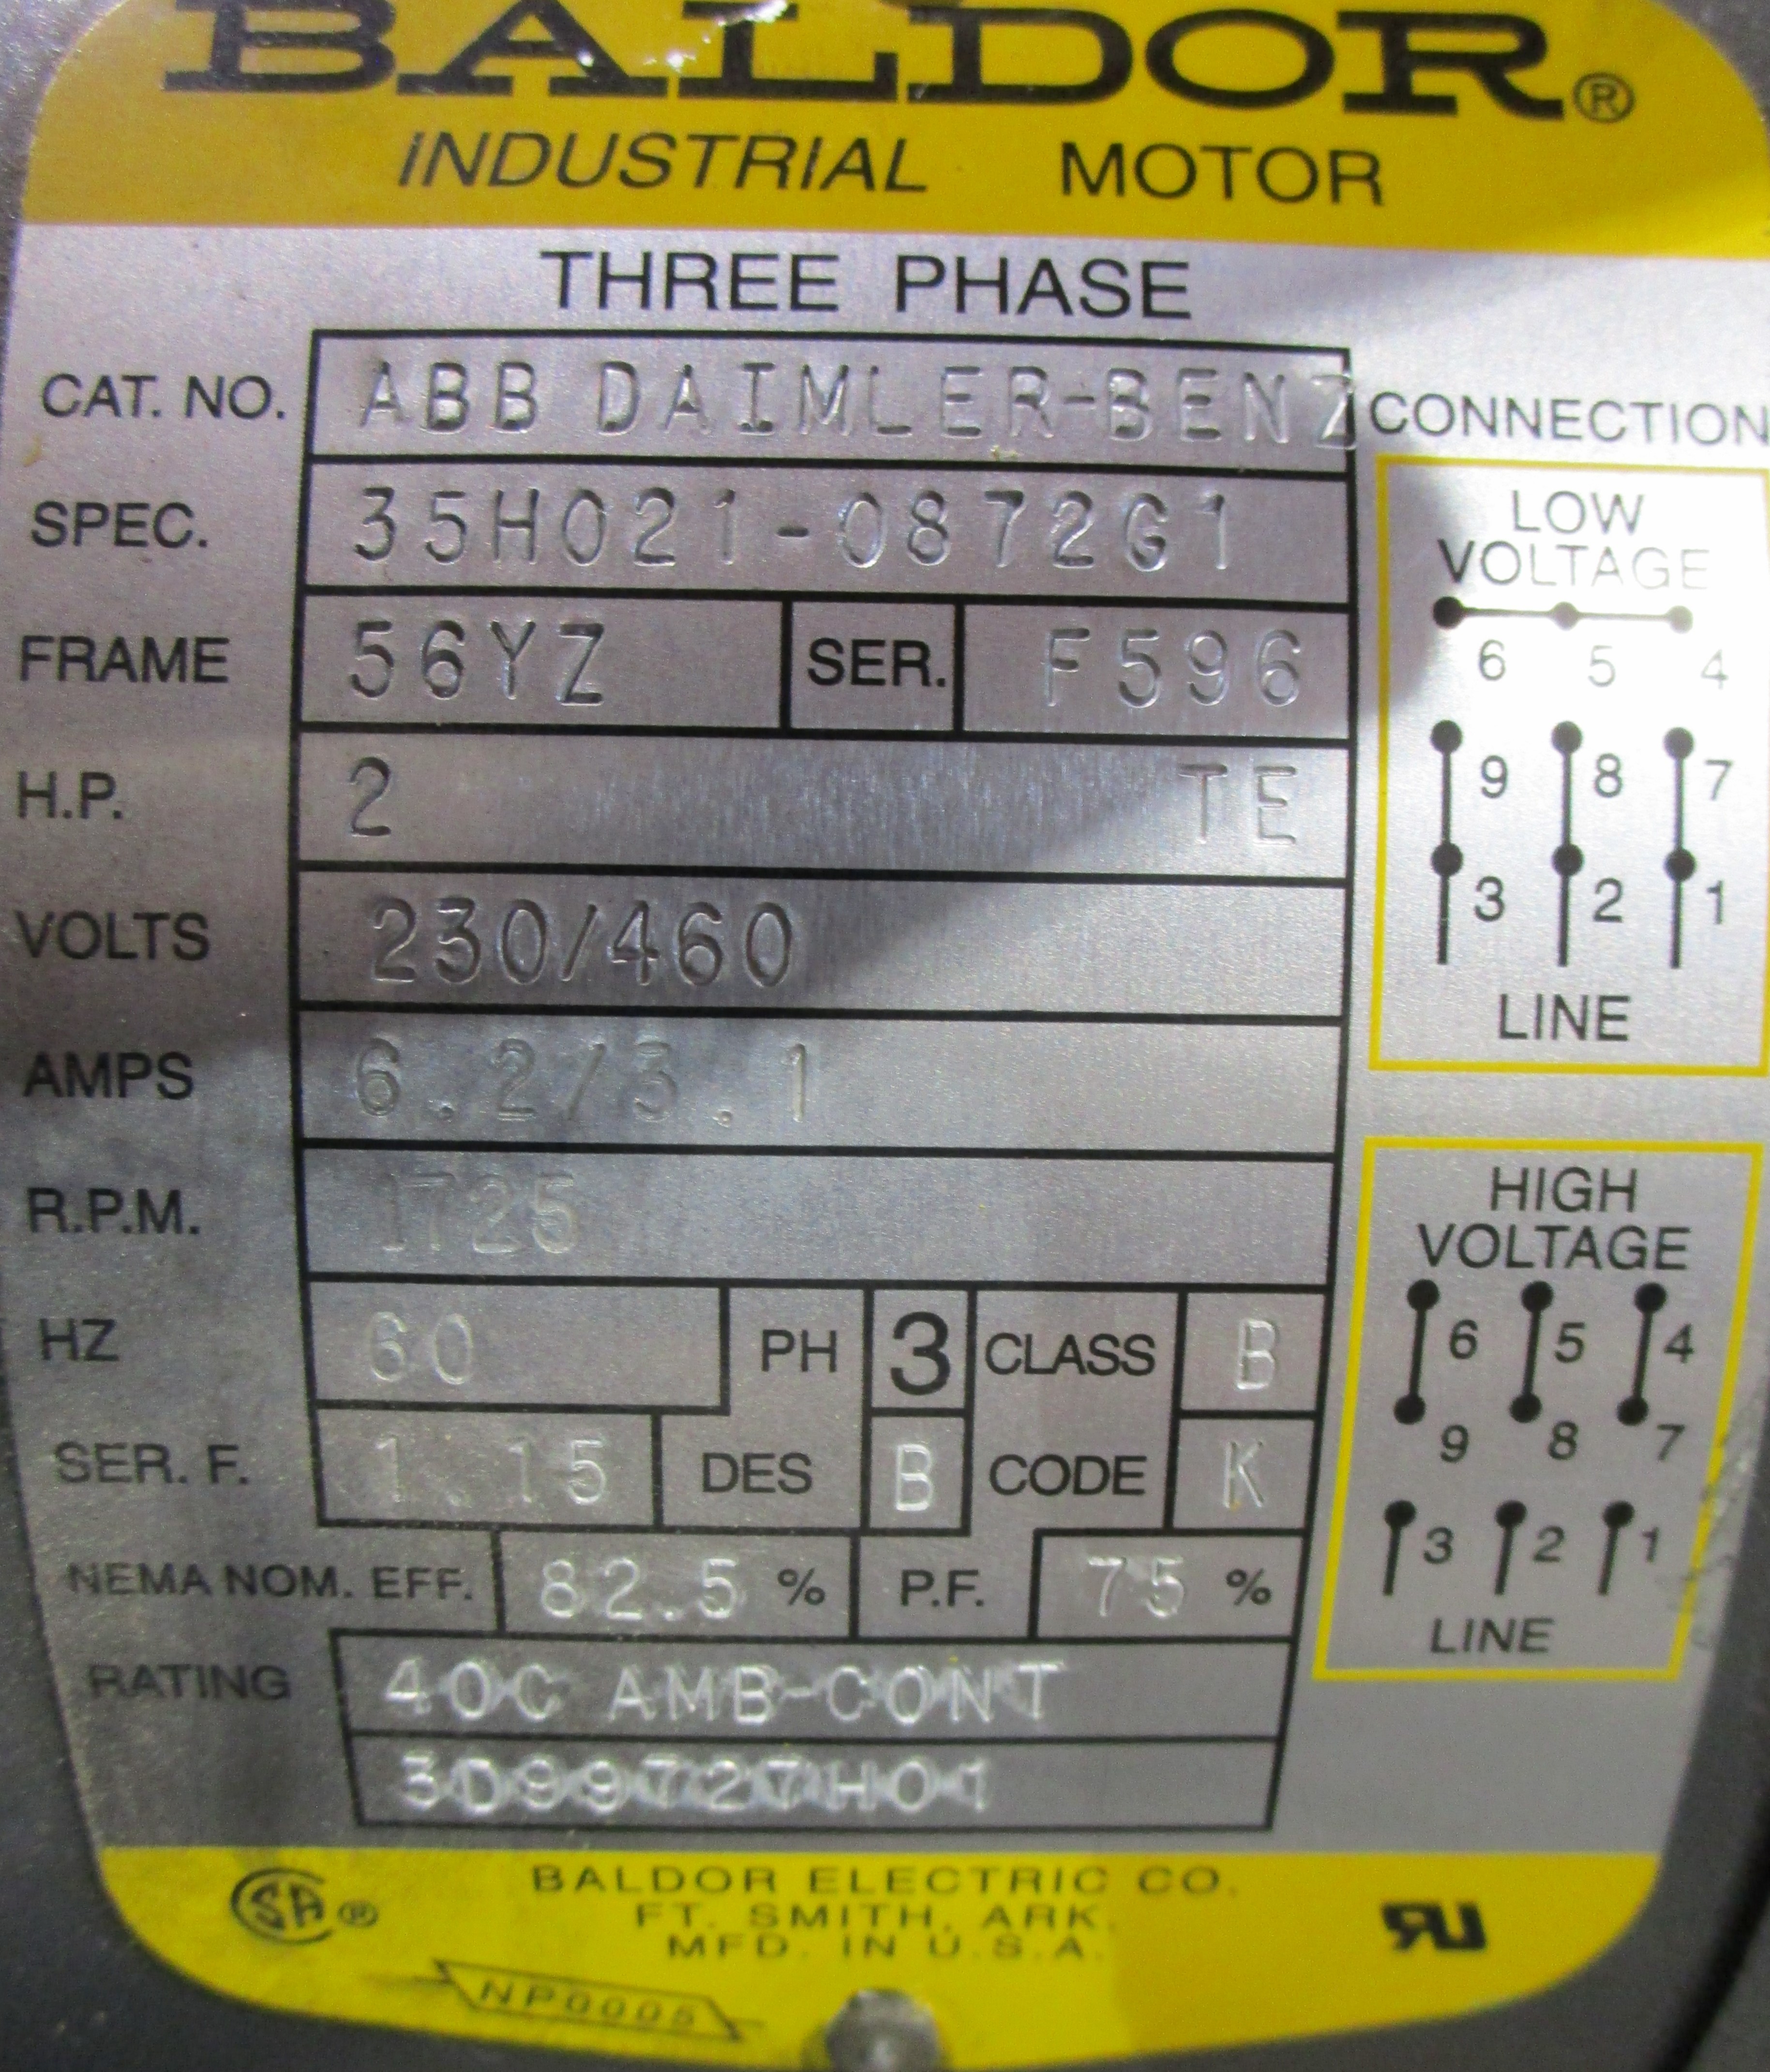 BALDOR®
INDUSTRIAL MOTOR
THREE PHASE
CAT. NO. ABB DAIMLER-BENZ
SPEC. 35H021-0872G1
FRAME 56YZ SER. F596
H.P. 2 TE
VOLTS 230/460
AMPS 6.2/3.1
R.P.M. 1725
HZ 60 PH 3 CLASS B
SER. F. 1.15 DES B CODE K
NEMA NOM. EFF. 82.5 % P.F. 75 %
RATING 40C AMB-CONT
3D99727H01
CONNECTION
LOW
VOLTAGE
6 5 4
9 8 7
3 2 1
LINE
HIGH
VOLTAGE
6 5 4
9 8 7
3 2 1
LINE
SA®
BALDOR ELECTRIC CO.
FT. SMITH, ARK.
MFD. IN U.S.A.
RU
NP0005